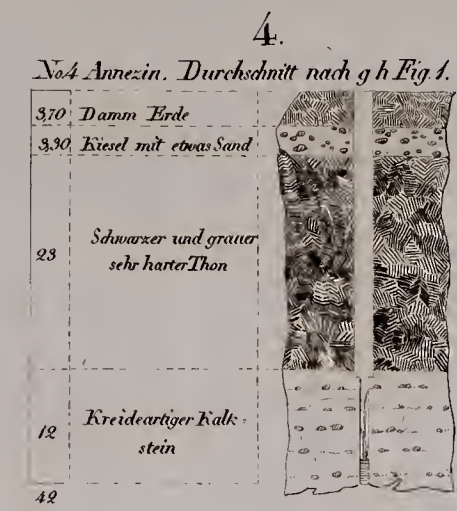 4.
No.4 Annezin. Durchschnitt nach g h Fig. 1.
3,70 Damm Erde
3,30 Kiesel mit etwas Sand
23 Schwarzer und grauer
sehr harter Thon
12 Kreideartiger Kalk-
stein
42